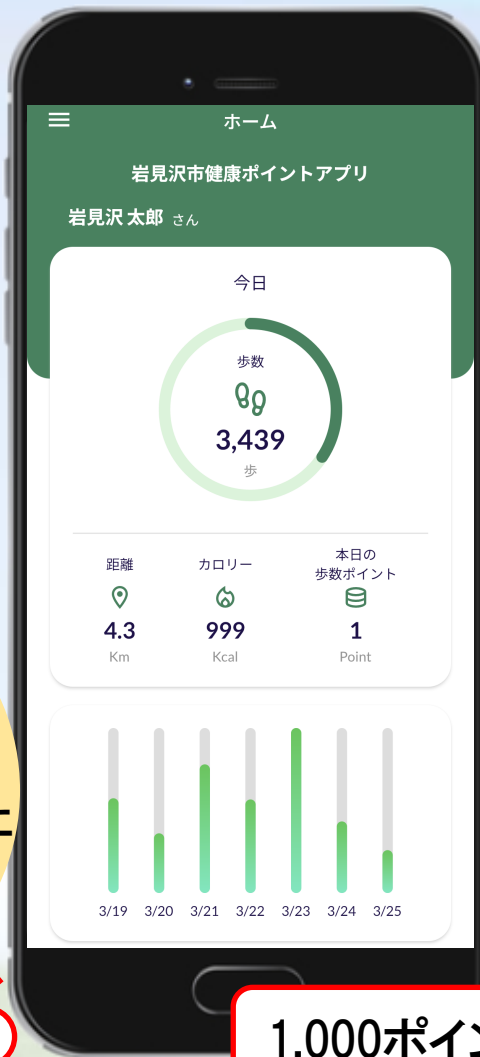 ホーム
岩見沢市健康ポイントアプリ
岩見沢 太郎 さん
今日
歩数
3,439
歩
距離
カロリー
本日の
歩数ポイント
4.3
999
1
Km
Kcal
Point
3/19 3/20 3/21 3/22 3/23 3/24 3/25
1,000ポイン